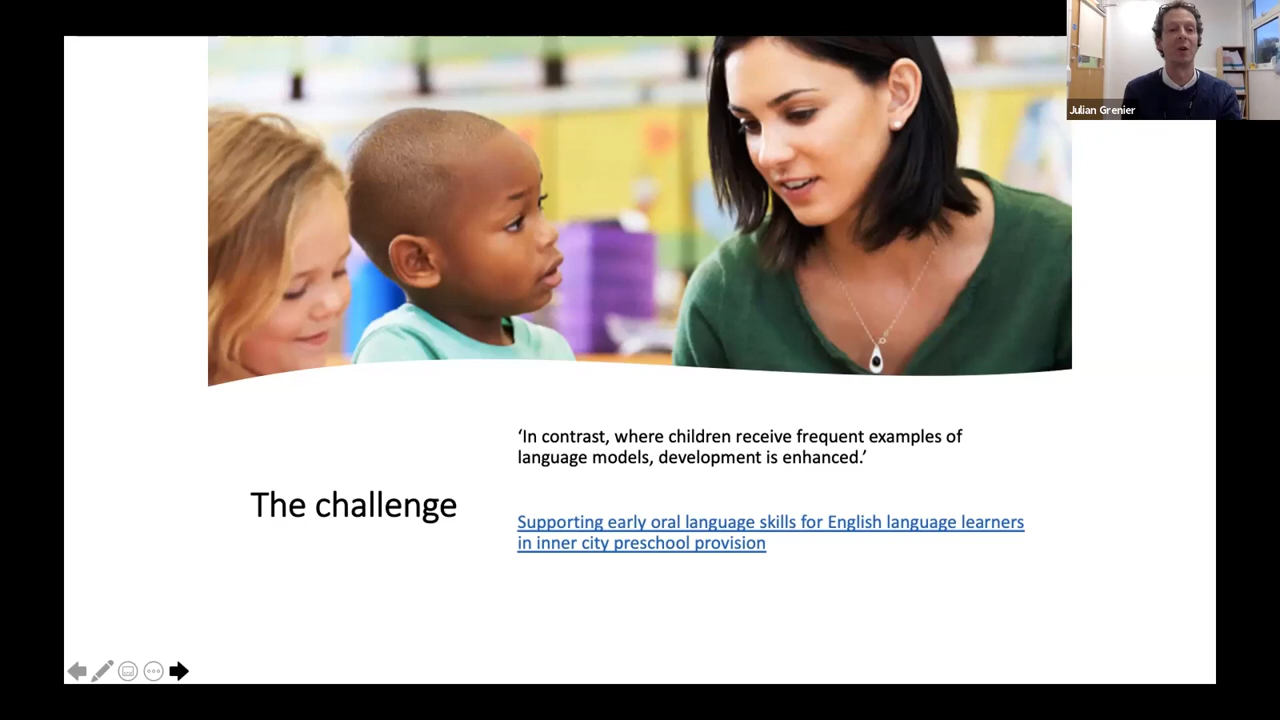 Julian Grenier
‘In contrast, where children receive frequent examples of
language models, development is enhanced.’
The challenge
Supporting early oral language skills for English language learners
in inner city preschool provision